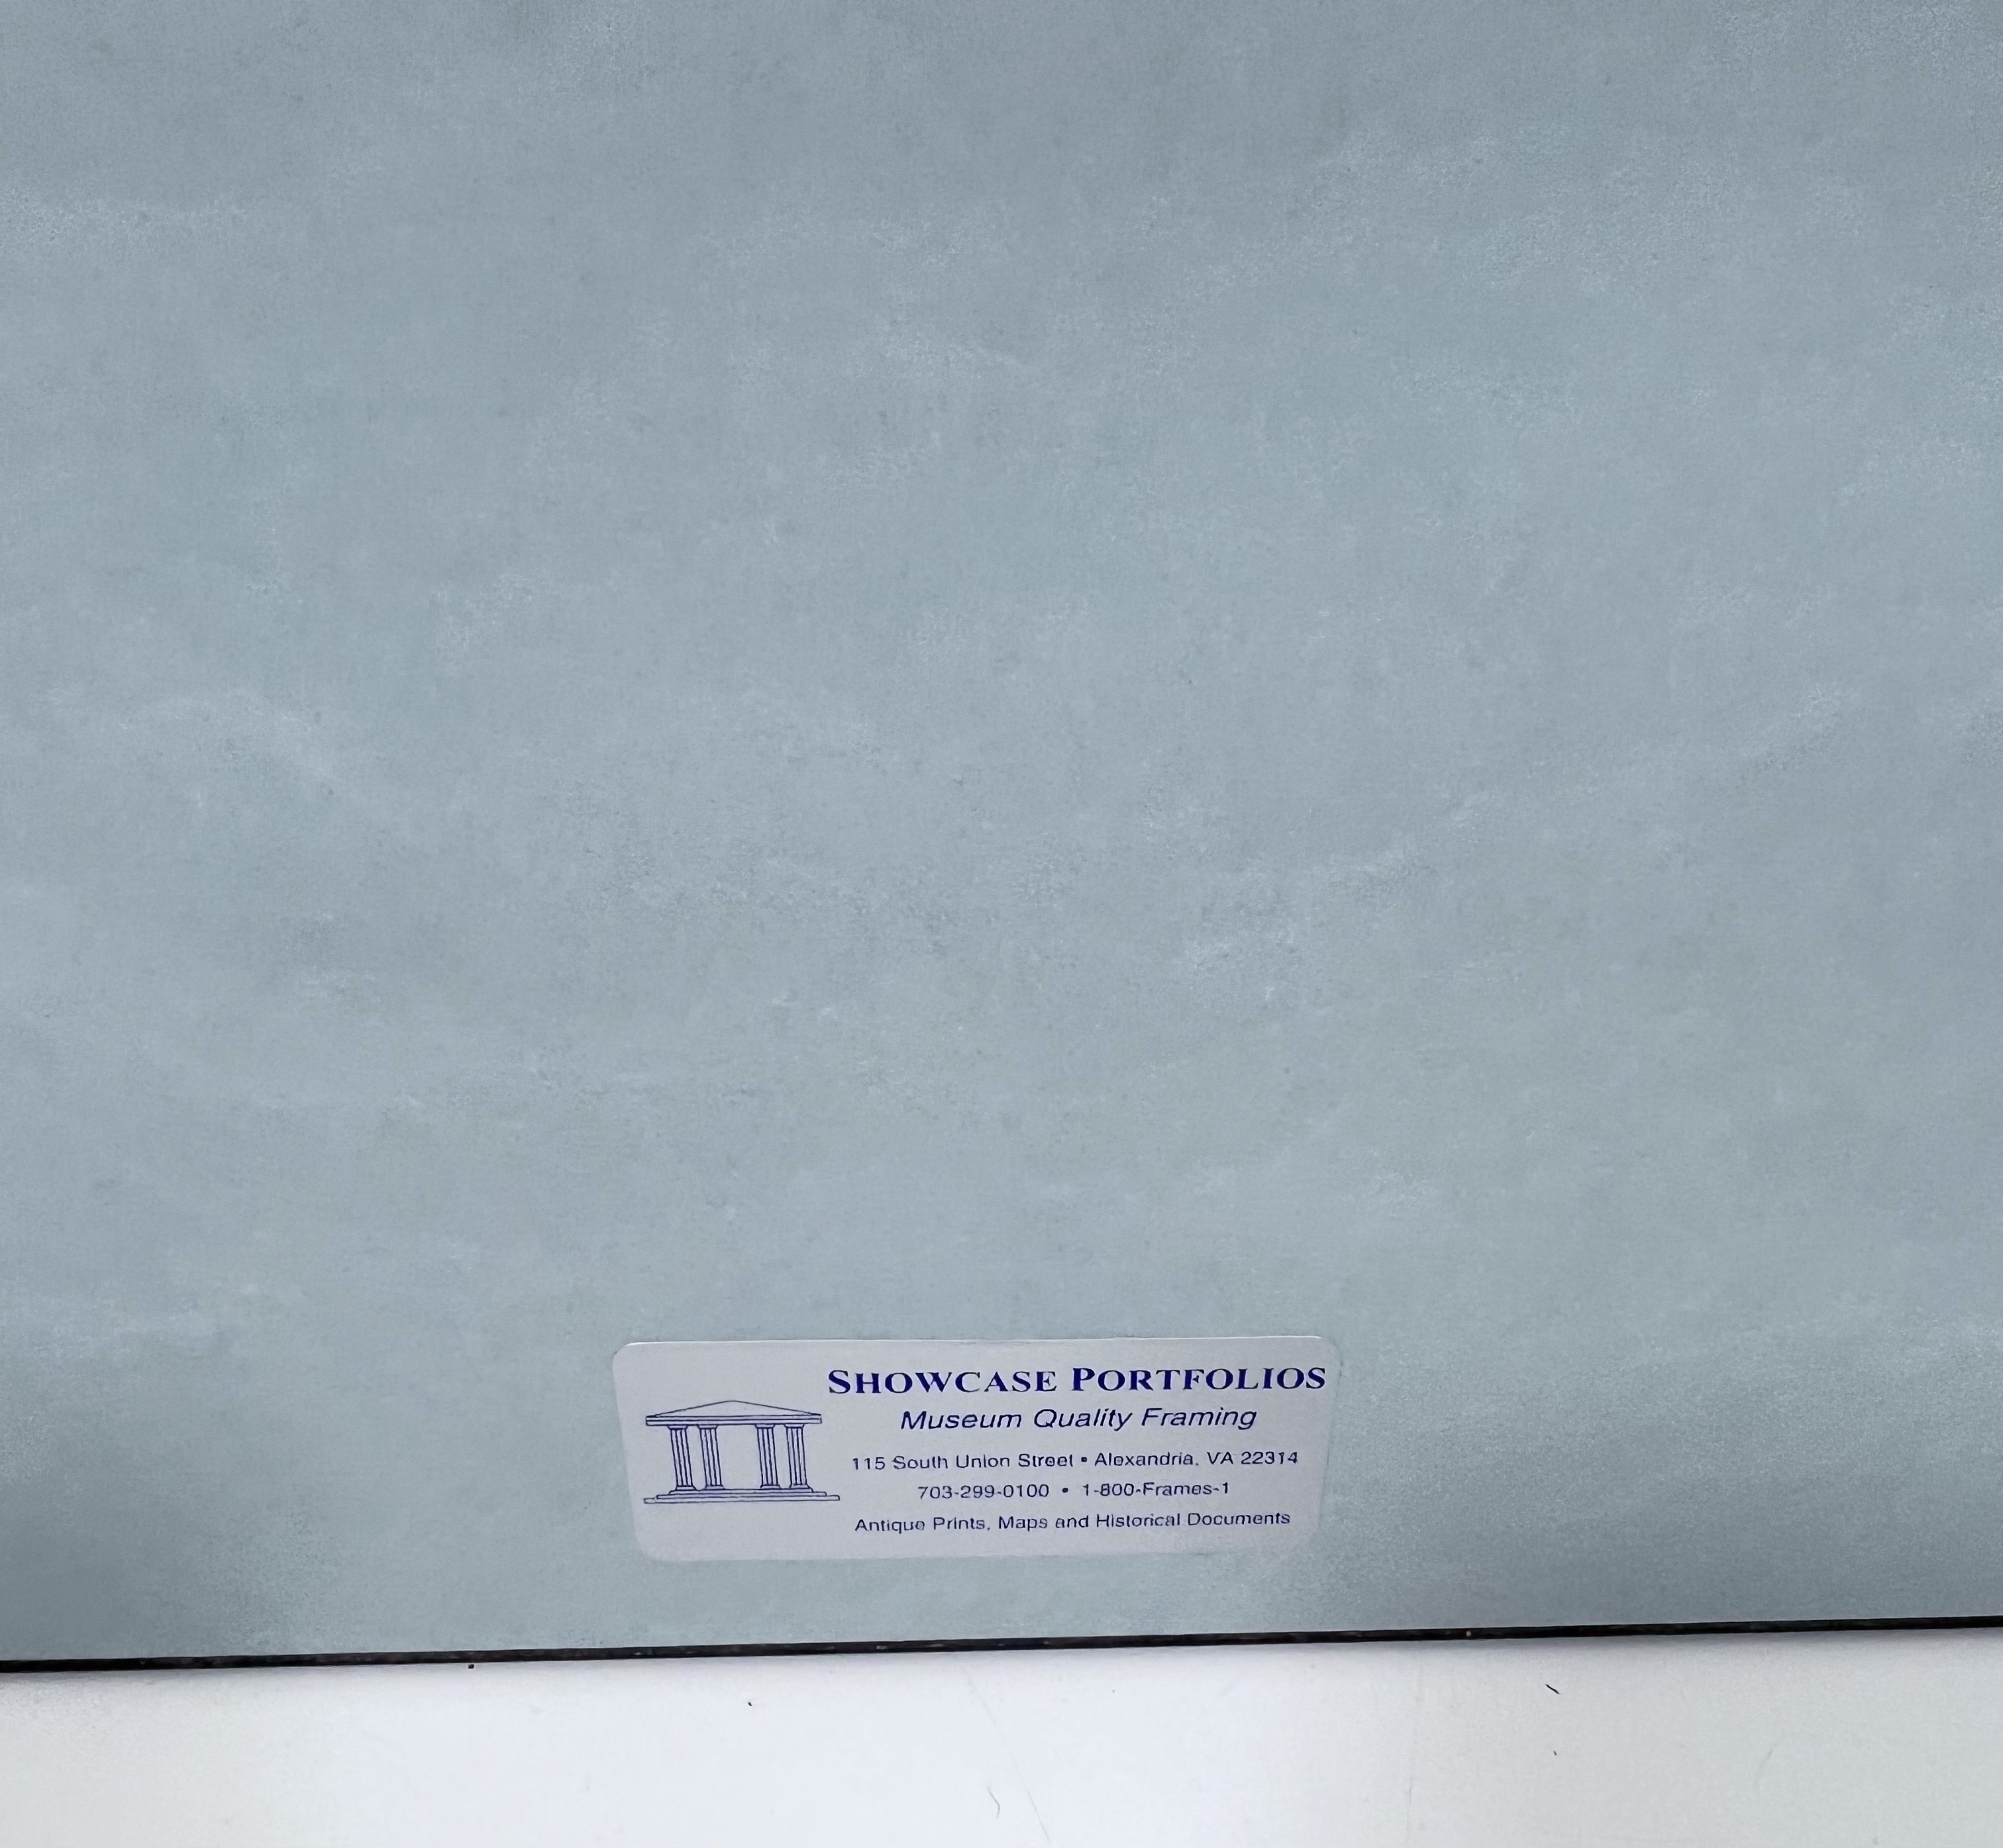 SHOWCASE PORTFOLIOS
Museum Quality Framing
115 South Union Street • Alexandria, VA 22314
703-299-0100 • 1-800-Frames-1
Antique Prints, Maps and Historical Documents